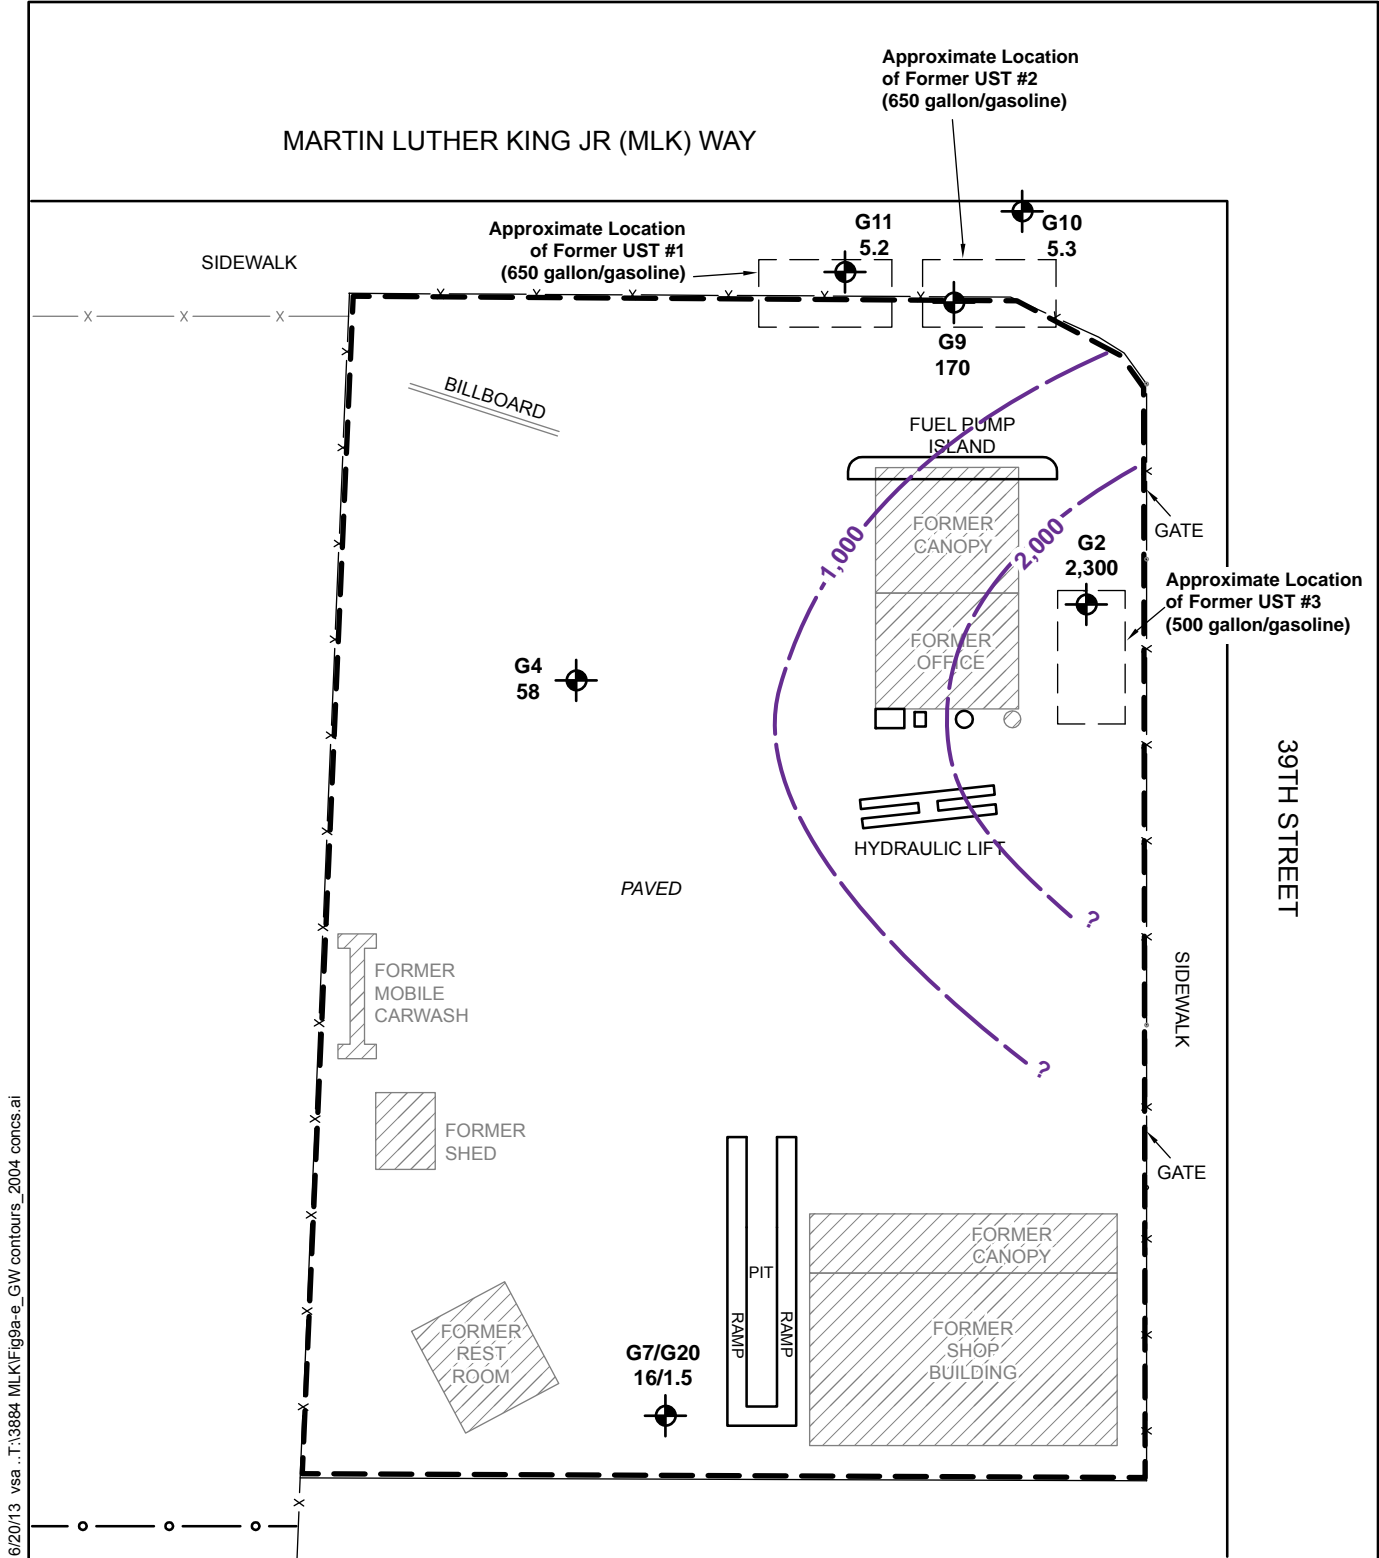 Approximate Location
of Former UST #2
(650 gallon/gasoline)
MARTIN LUTHER KING JR (MLK) WAY
Approximate Location
of Former UST #1
(650 gallon/gasoline)
G11
5.2
G10
5.3
SIDEWALK
X X X
G9
170
BILLBOARD
FUEL PUMP
ISLAND
FORMER
CANOPY
1,000
2,000
GATE
G2
2,300
Approximate Location
of Former UST #3
(500 gallon/gasoline)
FORMER
OFFICE
G4
58
39TH STREET
HYDRAULIC LIFT
PAVED
?
SIDEWALK
FORMER
MOBILE
CARWASH
?
FORMER
SHED
GATE
FORMER
CANOPY
PIT
RAMP
RAMP
FORMER
SHOP
BUILDING
FORMER
REST
ROOM
G7/G20
16/1.5
6/20/13 vsa ..T:\3884 MLK\Fig9a-e_GW contours_2004 concs.ai